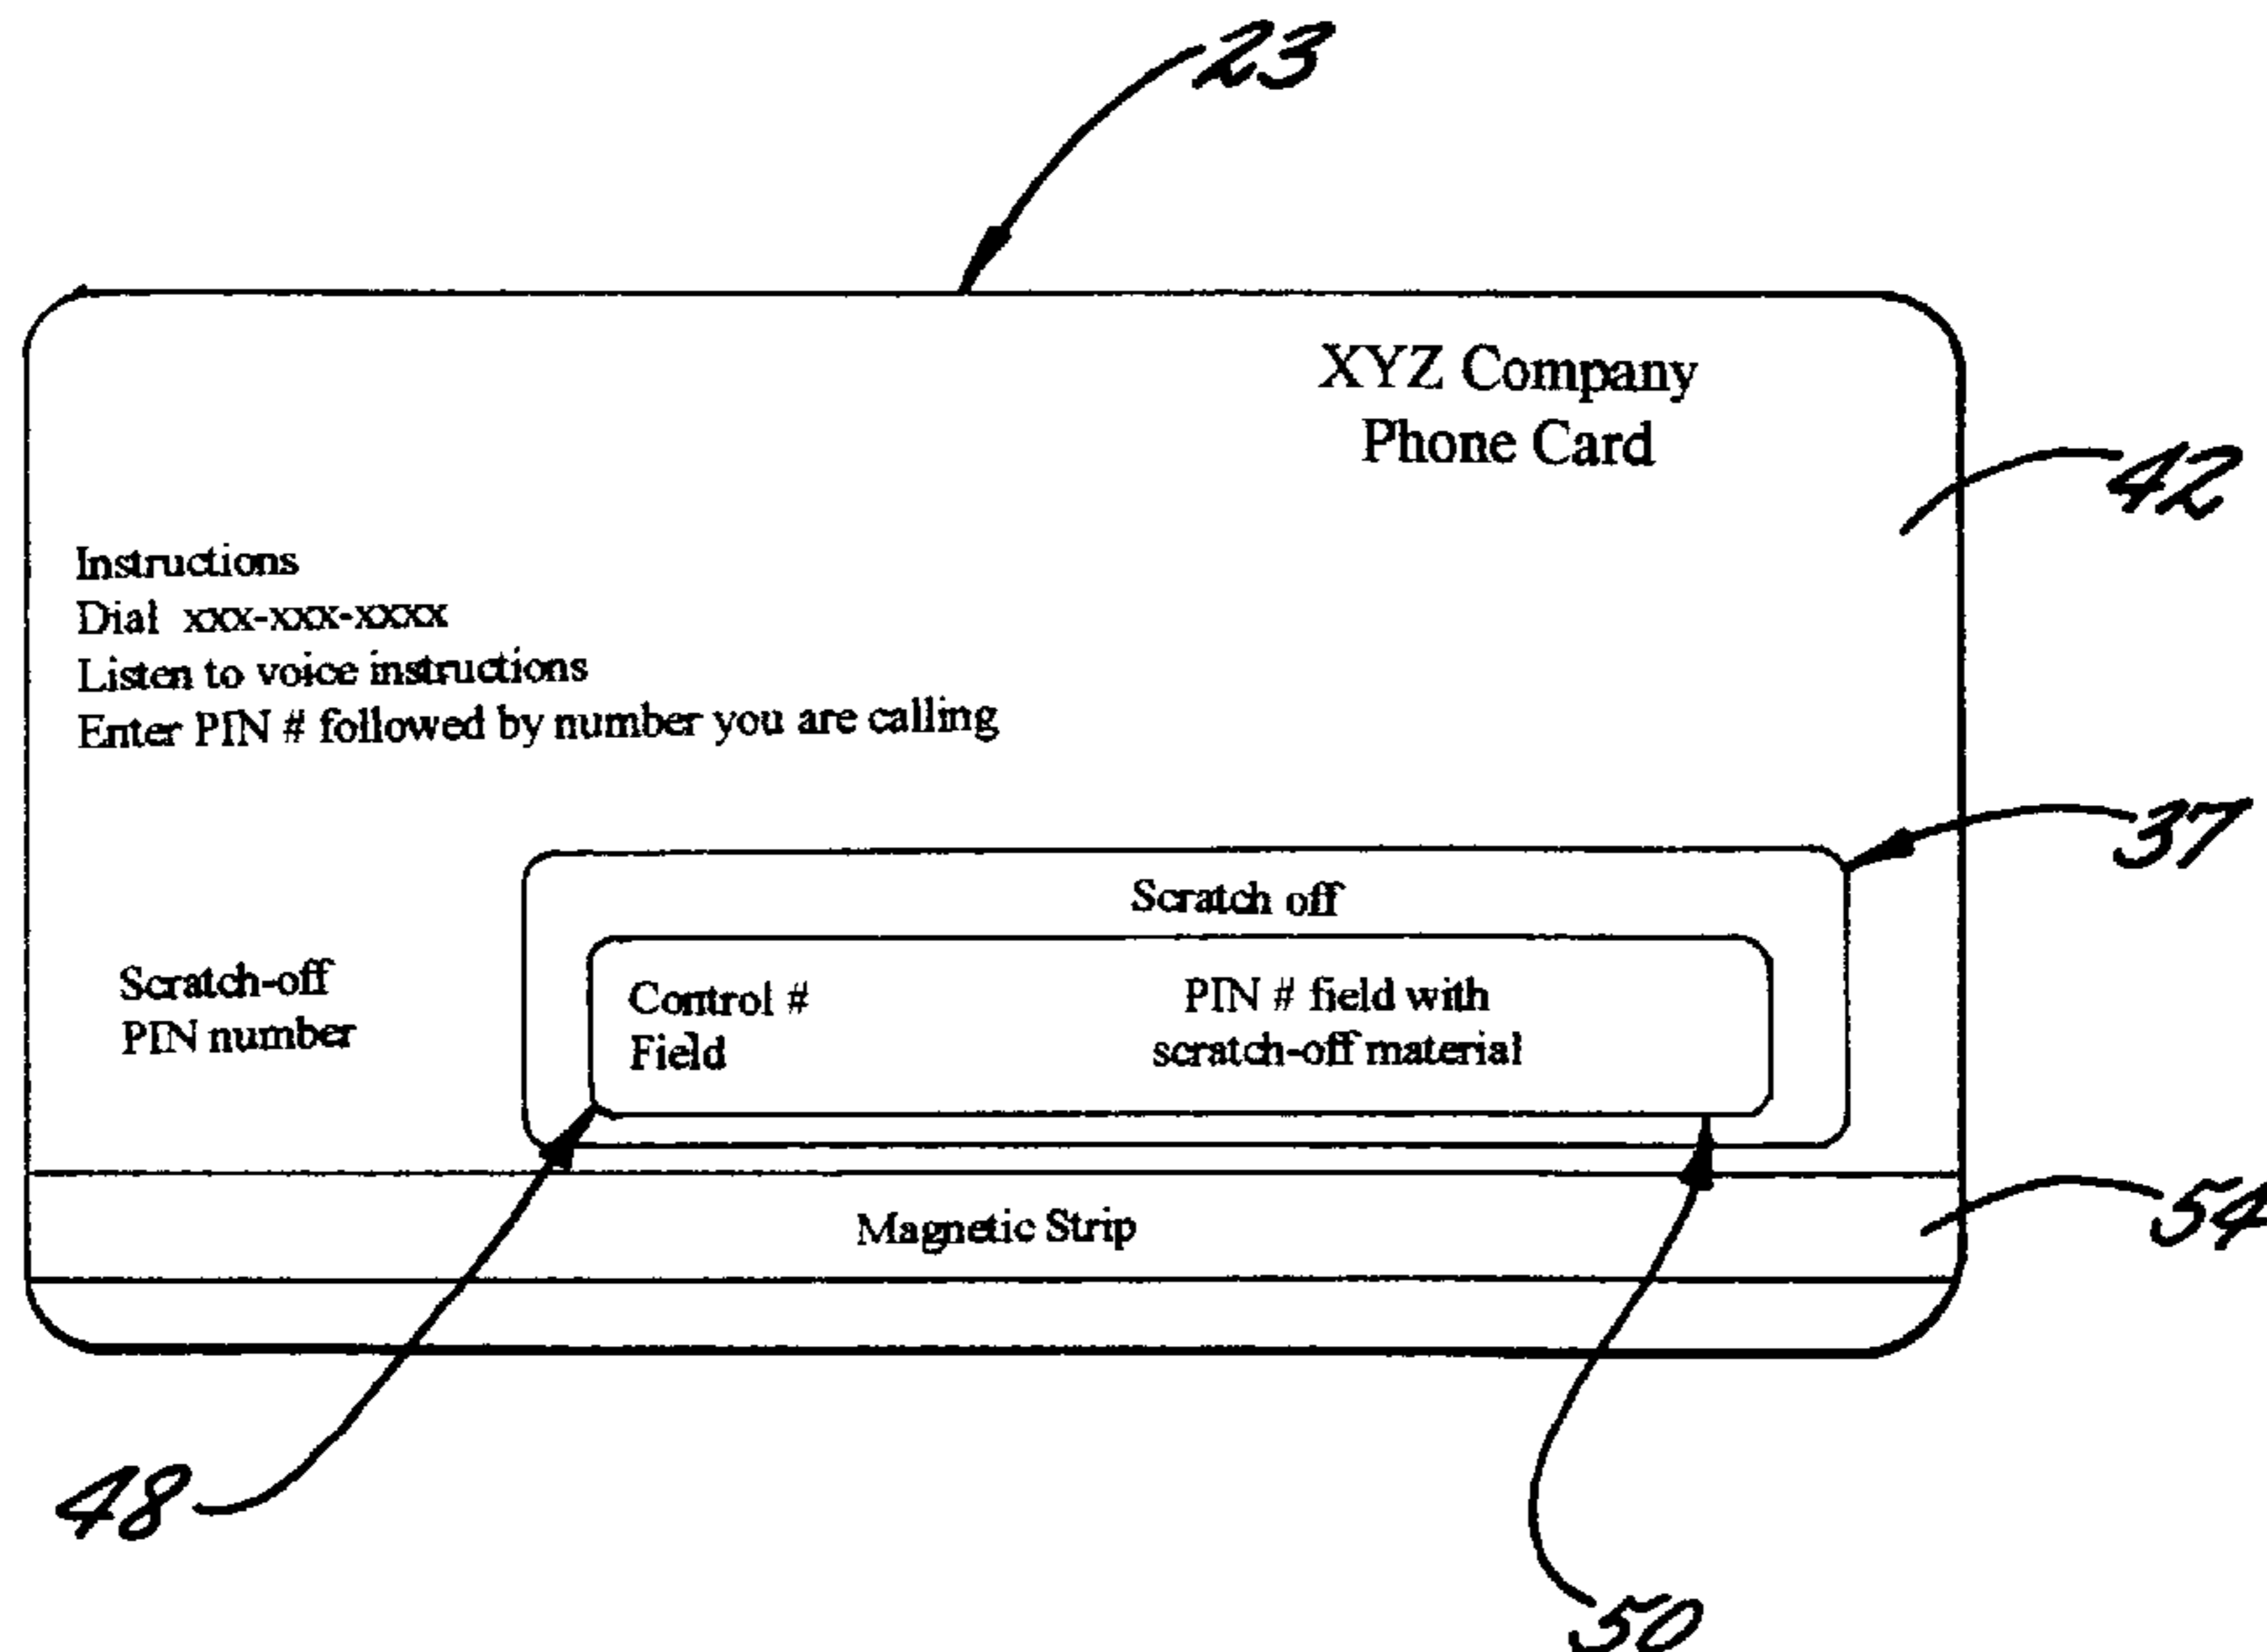 23
XYZ Company
Phone Card
42
Instructions
Dial xxx-xxx-xxxx
Listen to voice instructions
Enter PIN # followed by number you are calling
37
Scratch off
Scratch-off
PIN number
Control #
Field
PIN # field with
scratch-off material
54
Magnetic Strip
48
50